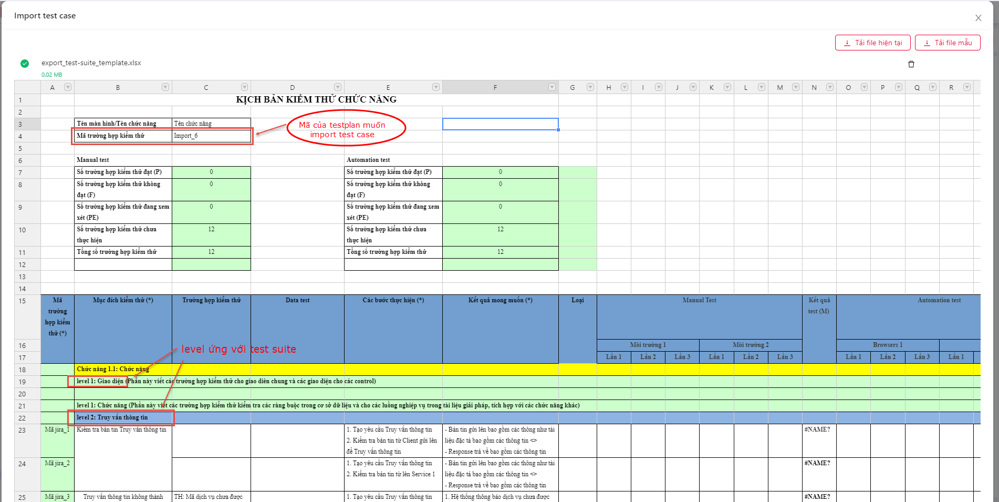 Import test case
X
Tải file hiện tại
Tải file mẫu
export_test-suite_template.xlsx
0.02 MB
A B C D E F G H I J K L M N O P Q R
1 KỊCH BẢN KIỂM THỬ CHỨC NĂNG
2
3 Tên màn hình/Tên chức năng Tên chức năng
Mã của testplan muốn
import test case
4 Mã trường hợp kiểm thử Import_6
5
6 Manual test Automation test
7 Số trường hợp kiểm thử đạt (P) 0 Số trường hợp kiểm thử đạt (P) 0
8 Số trường hợp kiểm thử không 0 Số trường hợp kiểm thử không 0
đạt (F) đạt (F)
9 Số trường hợp kiểm thử đang xem 0 Số trường hợp kiểm thử đang xem 0
xét (PE) xét (PE)
10 Số trường hợp kiểm thử chưa 12 Số trường hợp kiểm thử chưa 12
thực hiện thực hiện
11 Tổng số trường hợp kiểm thử 12 Tổng số trường hợp kiểm thử 12
12
13
14
15 Mã Mục đích kiểm thử (*) Trường hợp kiểm thử Data test Các bước thực hiện (*) Kết quả mong muốn (*) Loại Manual Test Kết quả Automation test
trường test (M)
hợp kiểm
thử (*)
16 Môi trường 1 Môi trường 2 Browsers 1
level ứng với test suite
17 Lần 1 Lần 2 Lần 3 Lần 1 Lần 2 Lần 3 Lần 1 Lần 2 Lần 3 Lần 1
18 Chức năng 1.1: Chức năng
19 level 1: Giao diện (Phần này viết các trường hợp kiểm thử cho giao diên chung và các giao diện cho các control)
20
21 level 1: Chức năng (Phần này viết các trường hợp kiểm thử kiểm tra các ràng buộc trong cơ sở dữ liệu và cho các luồng nghiệp vụ trong tài liệu giải pháp, tích hợp với các chức năng khác)
22 level 2: Truy vấn thông tin
23 Mã jira_1 Kiểm tra bản tin Truy vấn thông tin 1. Tạo yêu cầu Truy vấn thông tin - Bản tin gửi lên bao gồm các thông như tài #NAME?
2. Kiểm tra bản tin từ Client gửi lên liệu đặc tả bao gồm các thông tin <>
để Truy vấn thông tin - Response trả về bao gồm các thông tin
24 Mã jira_2 1. Tạo yêu cầu Truy vấn thông tin - Bản tin gửi lên bao gồm các thông như tài #NAME?
2. Kiểm tra bản tin từ lên Service 1 liệu đặc tả bao gồm các thông tin <>
- Response trả về bao gồm các thông tin
25 Mã jira_3 Truy vấn thông tin không thành TH: Mã dịch vụ chưa được 1. Tạo yêu cầu Truy vấn thông tin 1. Hệ thống thông báo dịch vụ chưa được #NAME?